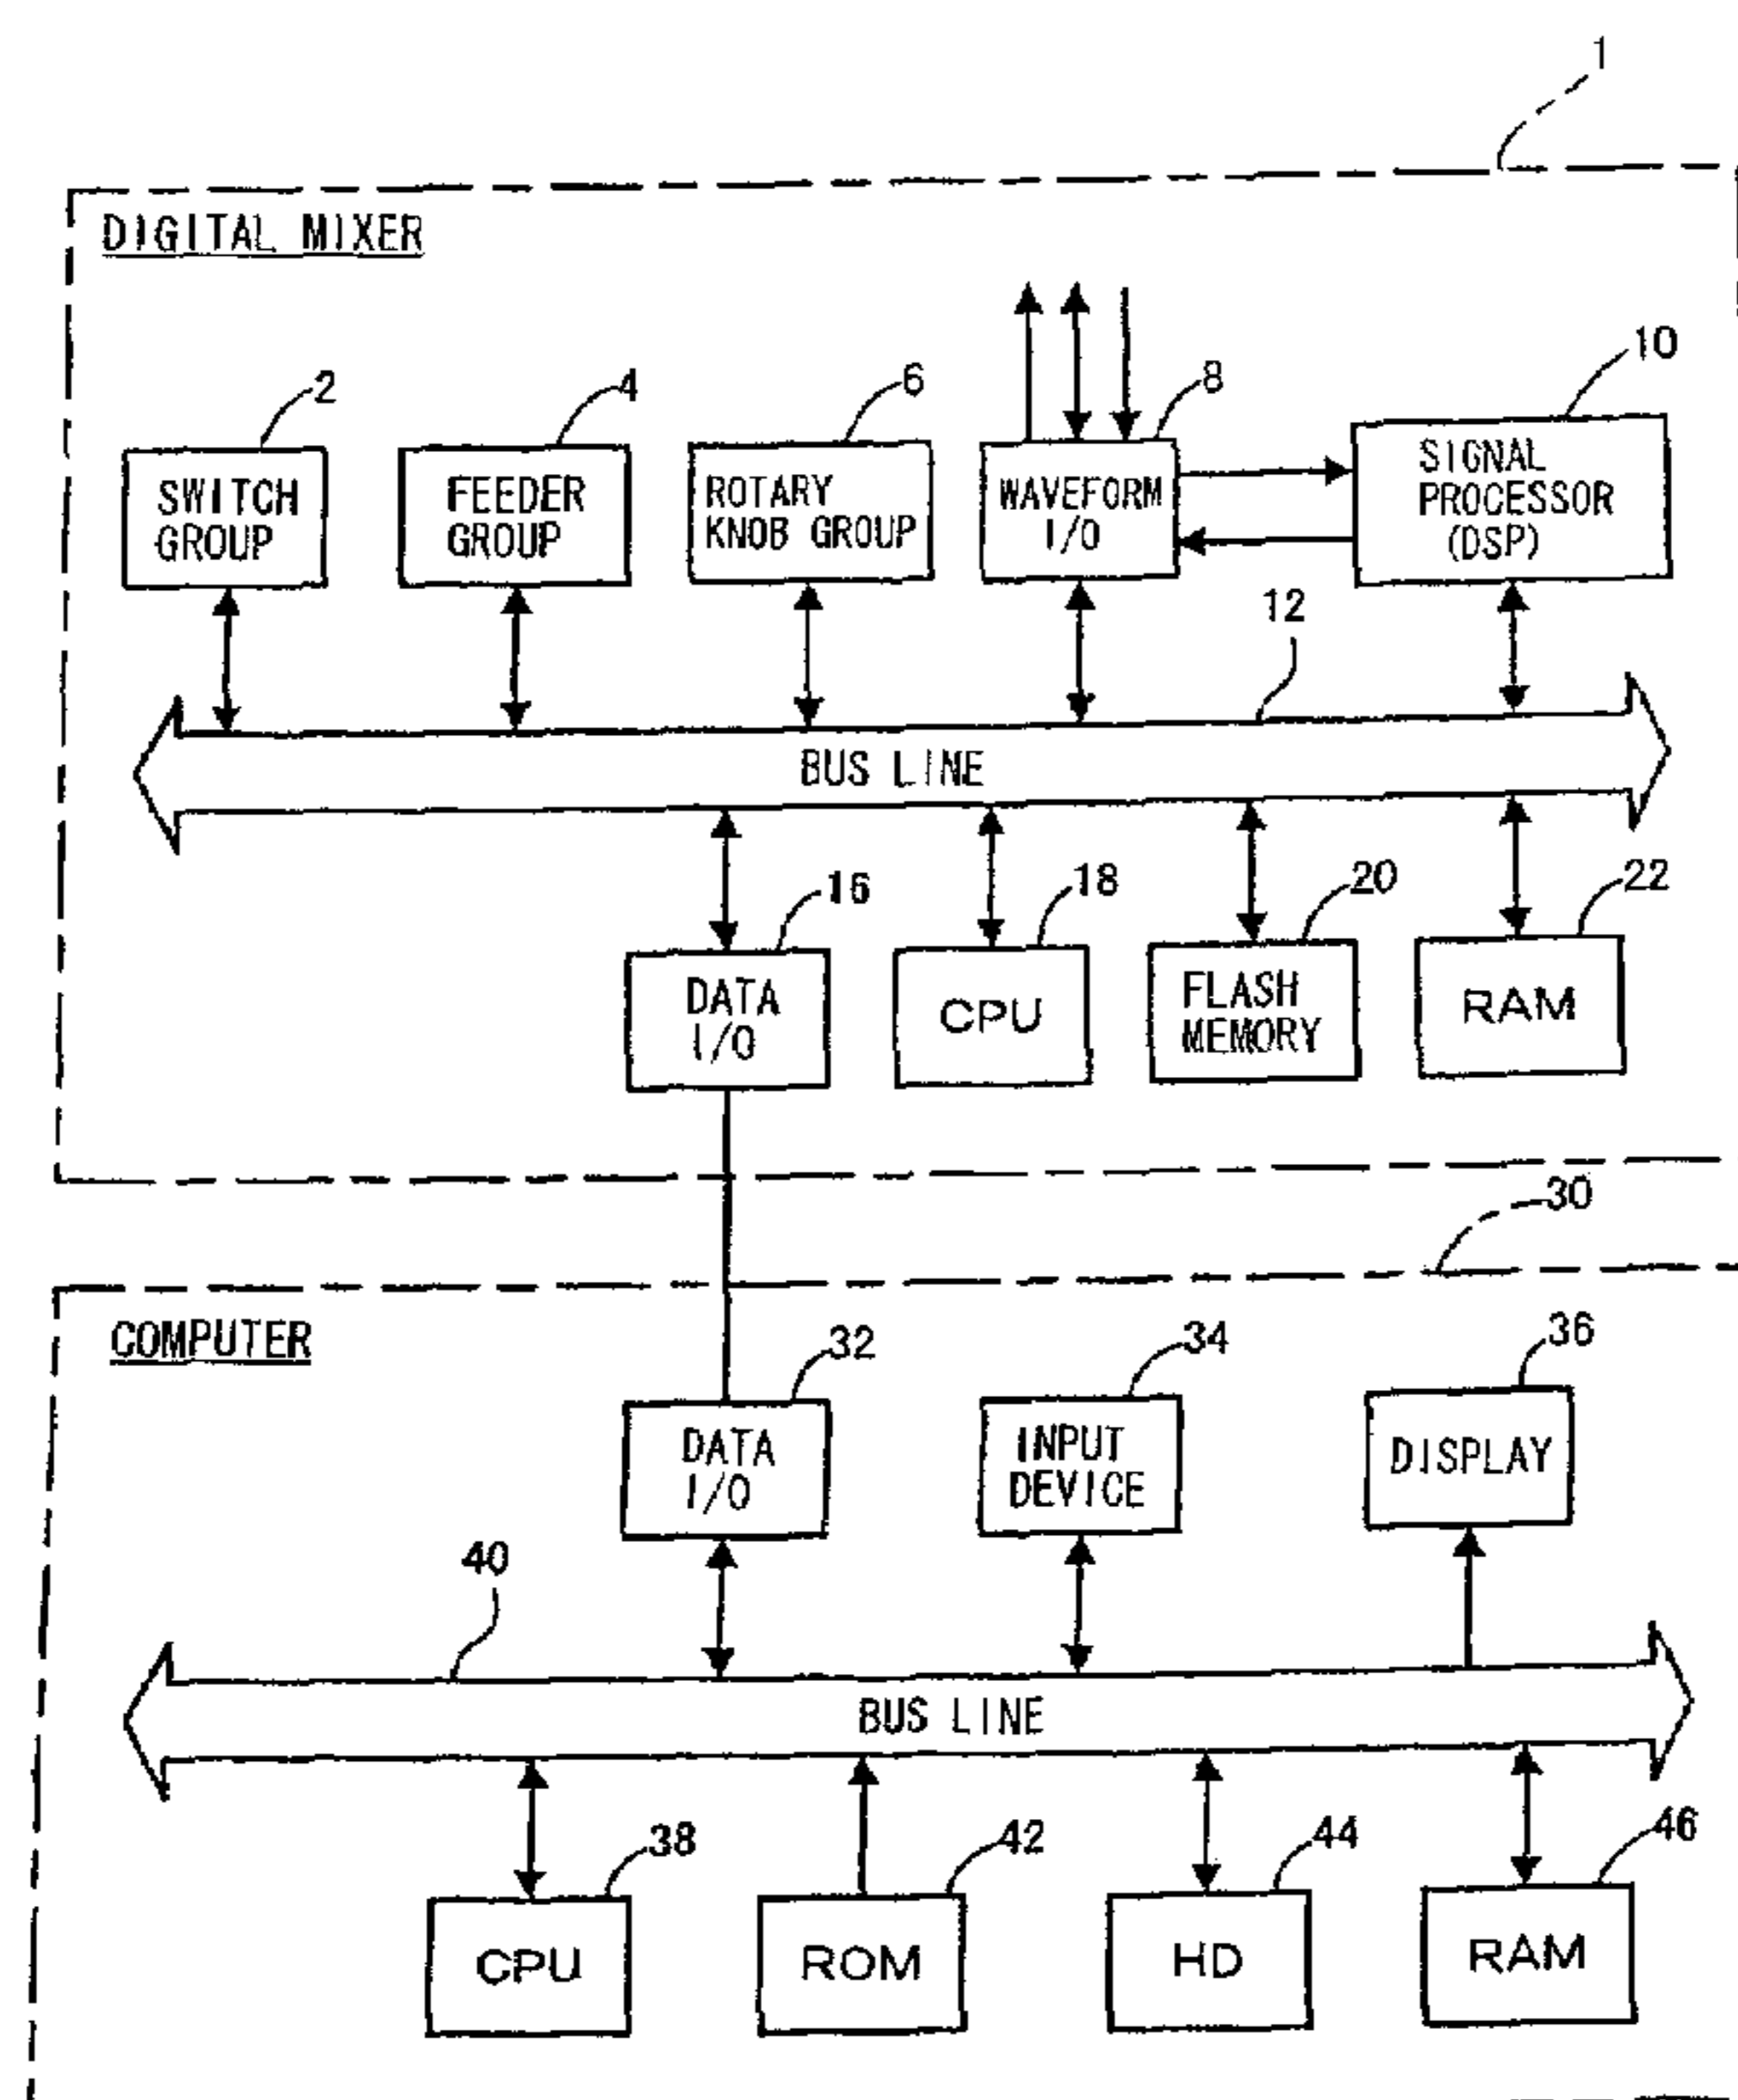 1
DIGITAL MIXER
2
4
6
8
10
SWITCH
GROUP
FEEDER
GROUP
ROTARY
KNOB GROUP
WAVEFORM
I/O
SIGNAL
PROCESSOR
(DSP)
12
BUS LINE
16
18
20
22
DATA
I/O
CPU
FLASH
MEMORY
RAM
30
COMPUTER
32
34
36
DATA
I/O
INPUT
DEVICE
DISPLAY
40
BUS LINE
38
42
44
46
CPU
ROM
HD
RAM